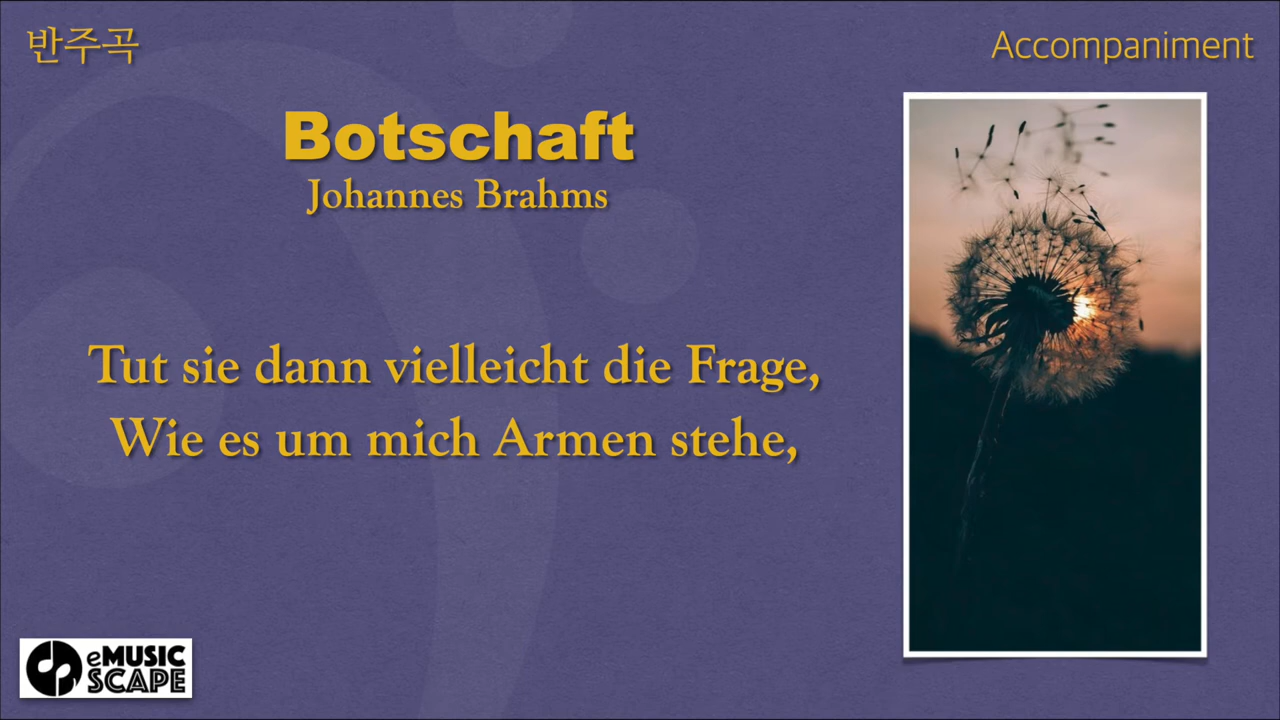 반주곡
Accompaniment
Botschaft
Johannes Brahms
Tut sie dann vielleicht die Frage,
Wie es um mich Armen stehe,
eMUSIC
SCAPE